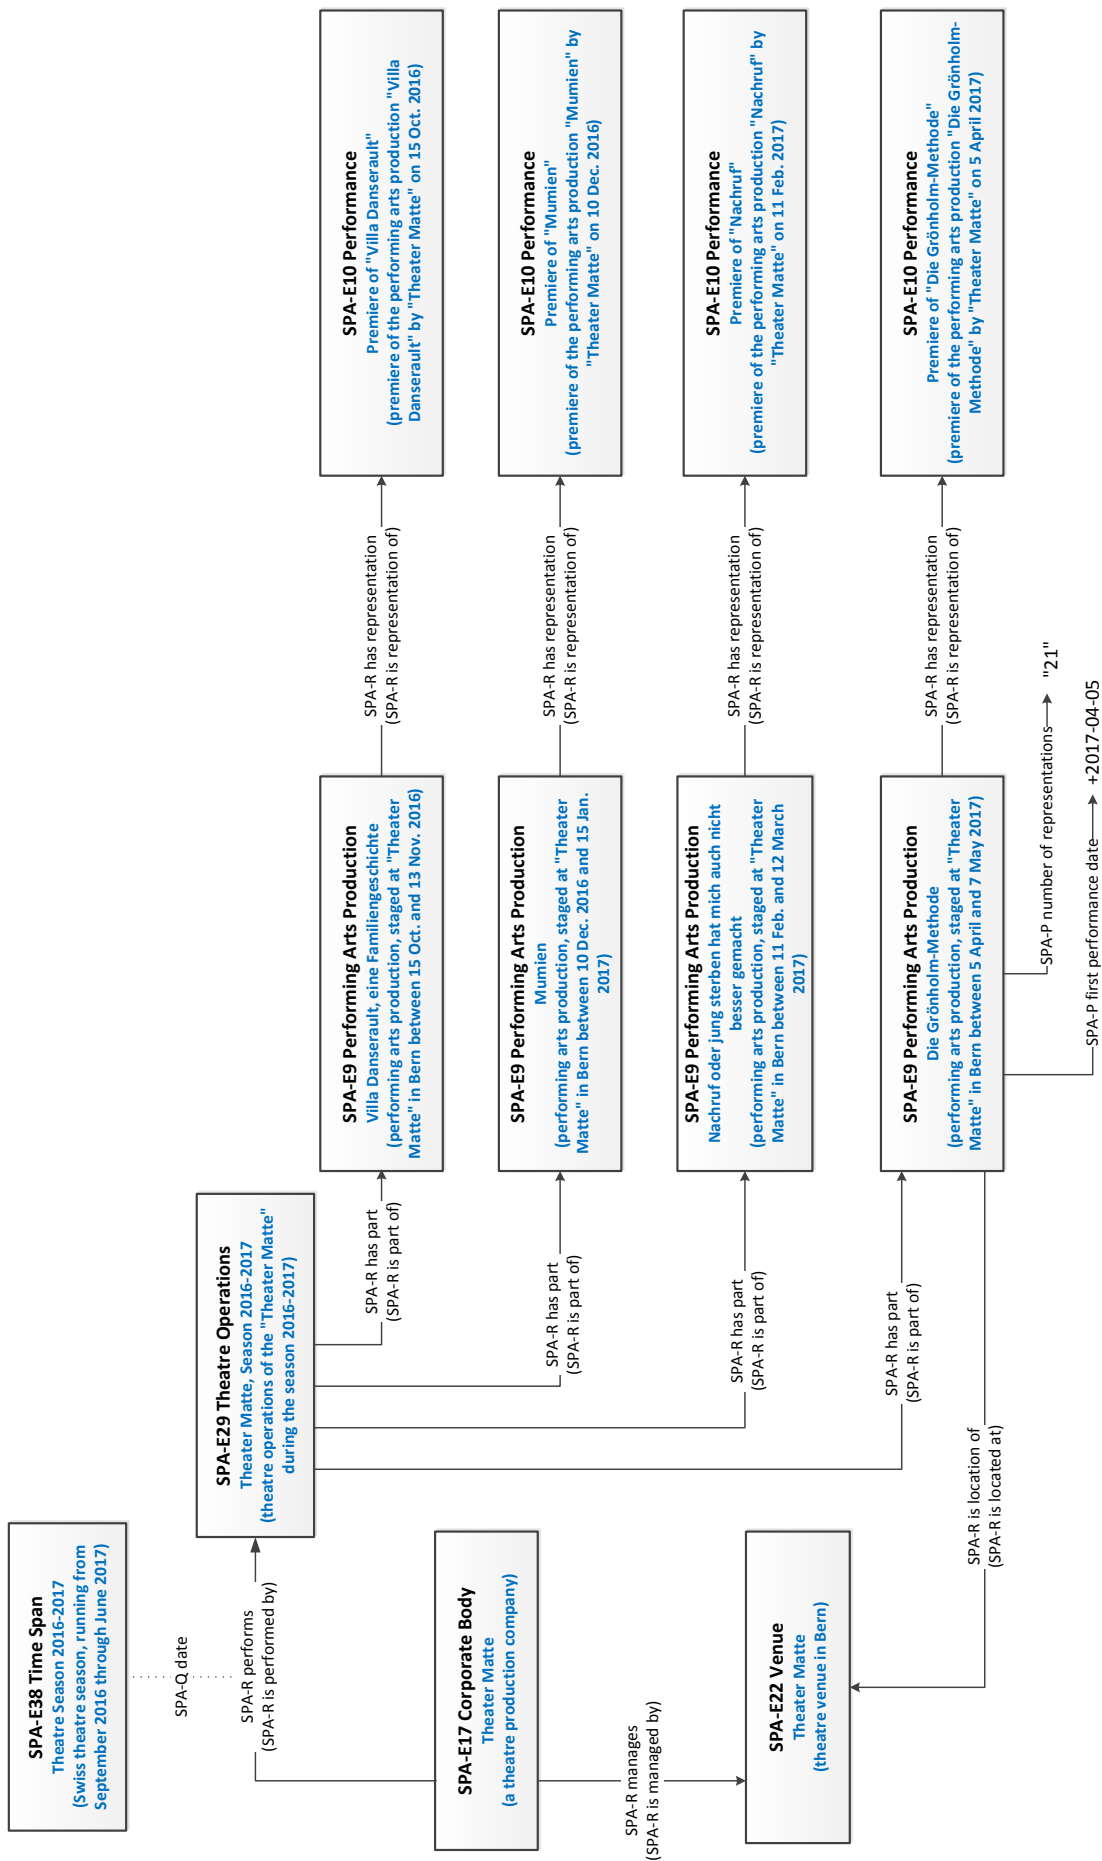 SPA-E38 Time Span
Theatre Season 2016-2017
(Swiss theatre season, running from
September 2016 through June 2017)
SPA-Q date
SPA-R performs
(SPA-R is performed by)
SPA-E17 Corporate Body
Theater Matte
(a theatre production company)
SPA-R manages
(SPA-R is managed by)
SPA-E22 Venue
Theater Matte
(theatre venue in Bern)
SPA-E29 Theatre Operations
Theater Matte, Season 2016-2017
(theatre operations of the "Theater Matte"
during the season 2016-2017)
SPA-R has part
(SPA-R is part of)
SPA-R has part
(SPA-R is part of)
SPA-R has part
(SPA-R is part of)
SPA-R has part
(SPA-R is part of)
SPA-R is location of
(SPA-R is located at)
SPA-E9 Performing Arts Production
Villa Danserault, eine Familiengeschichte
(performing arts production, staged at "Theater
Matte" in Bern between 15 Oct. and 13 Nov. 2016)
SPA-E9 Performing Arts Production
Mumien
(performing arts production, staged at "Theater
Matte" in Bern between 10 Dec. 2016 and 15 Jan.
2017)
SPA-E9 Performing Arts Production
Nachruf oder jung sterben hat mich auch nicht
besser gemacht
(performing arts production, staged at "Theater
Matte" in Bern between 11 Feb. and 12 March
2017)
SPA-E9 Performing Arts Production
Die Grönholm-Methode
(performing arts production, staged at "Theater
Matte" in Bern between 5 April and 7 May 2017)
SPA-P number of representations
"21"
SPA-P first performance date
+2017-04-05
SPA-R has representation
(SPA-R is representation of)
SPA-R has representation
(SPA-R is representation of)
SPA-R has representation
(SPA-R is representation of)
SPA-R has representation
(SPA-R is representation of)
SPA-E10 Performance
Premiere of "Villa Danserault"
(premiere of the performing arts production "Villa
Danserault" by "Theater Matte" on 15 Oct. 2016)
SPA-E10 Performance
Premiere of "Mumien"
(premiere of the performing arts production "Mumien" by
"Theater Matte" on 10 Dec. 2016)
SPA-E10 Performance
Premiere of "Nachruf"
(premiere of the performing arts production "Nachruf" by
"Theater Matte" on 11 Feb. 2017)
SPA-E10 Performance
Premiere of "Die Grönholm-Methode"
(premiere of the performing arts production "Die Grönholm-
Methode" by "Theater Matte" on 5 April 2017)